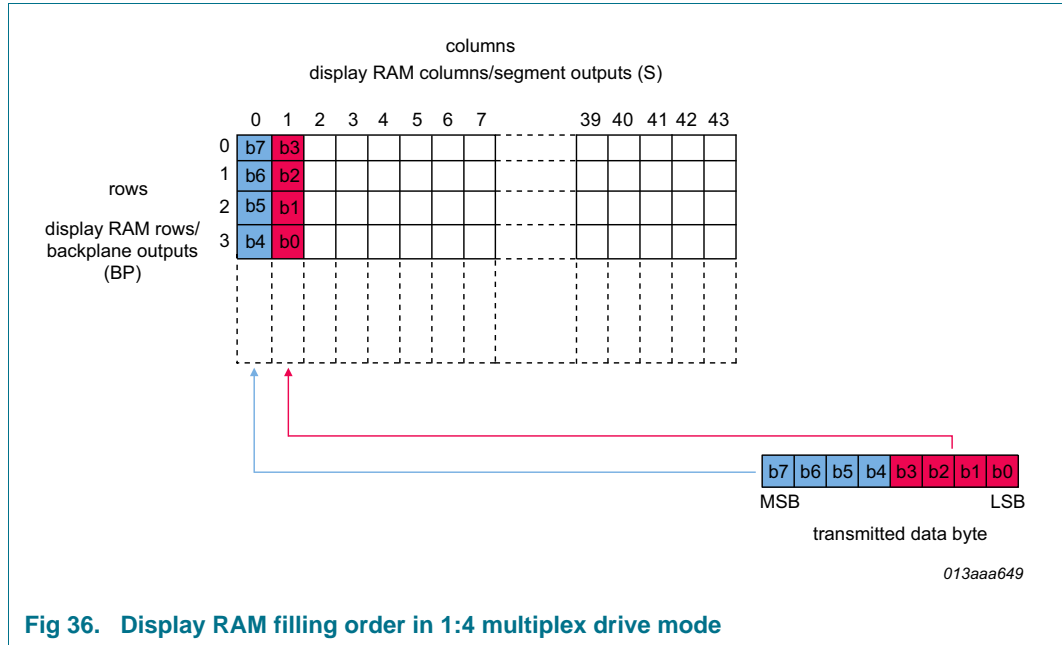 columns
display RAM columns/segment outputs (S)
0 1 2 3 4 5 6 7 39 40 41 42 43
0 b7 b3
1 b6 b2
rows
2 b5 b1
display RAM rows/
3 b4 b0
backplane outputs
(BP)
b7 b6 b5 b4 b3 b2 b1 b0
MSB LSB
transmitted data byte
013aaa649
Fig 36. Display RAM filling order in 1:4 multiplex drive mode